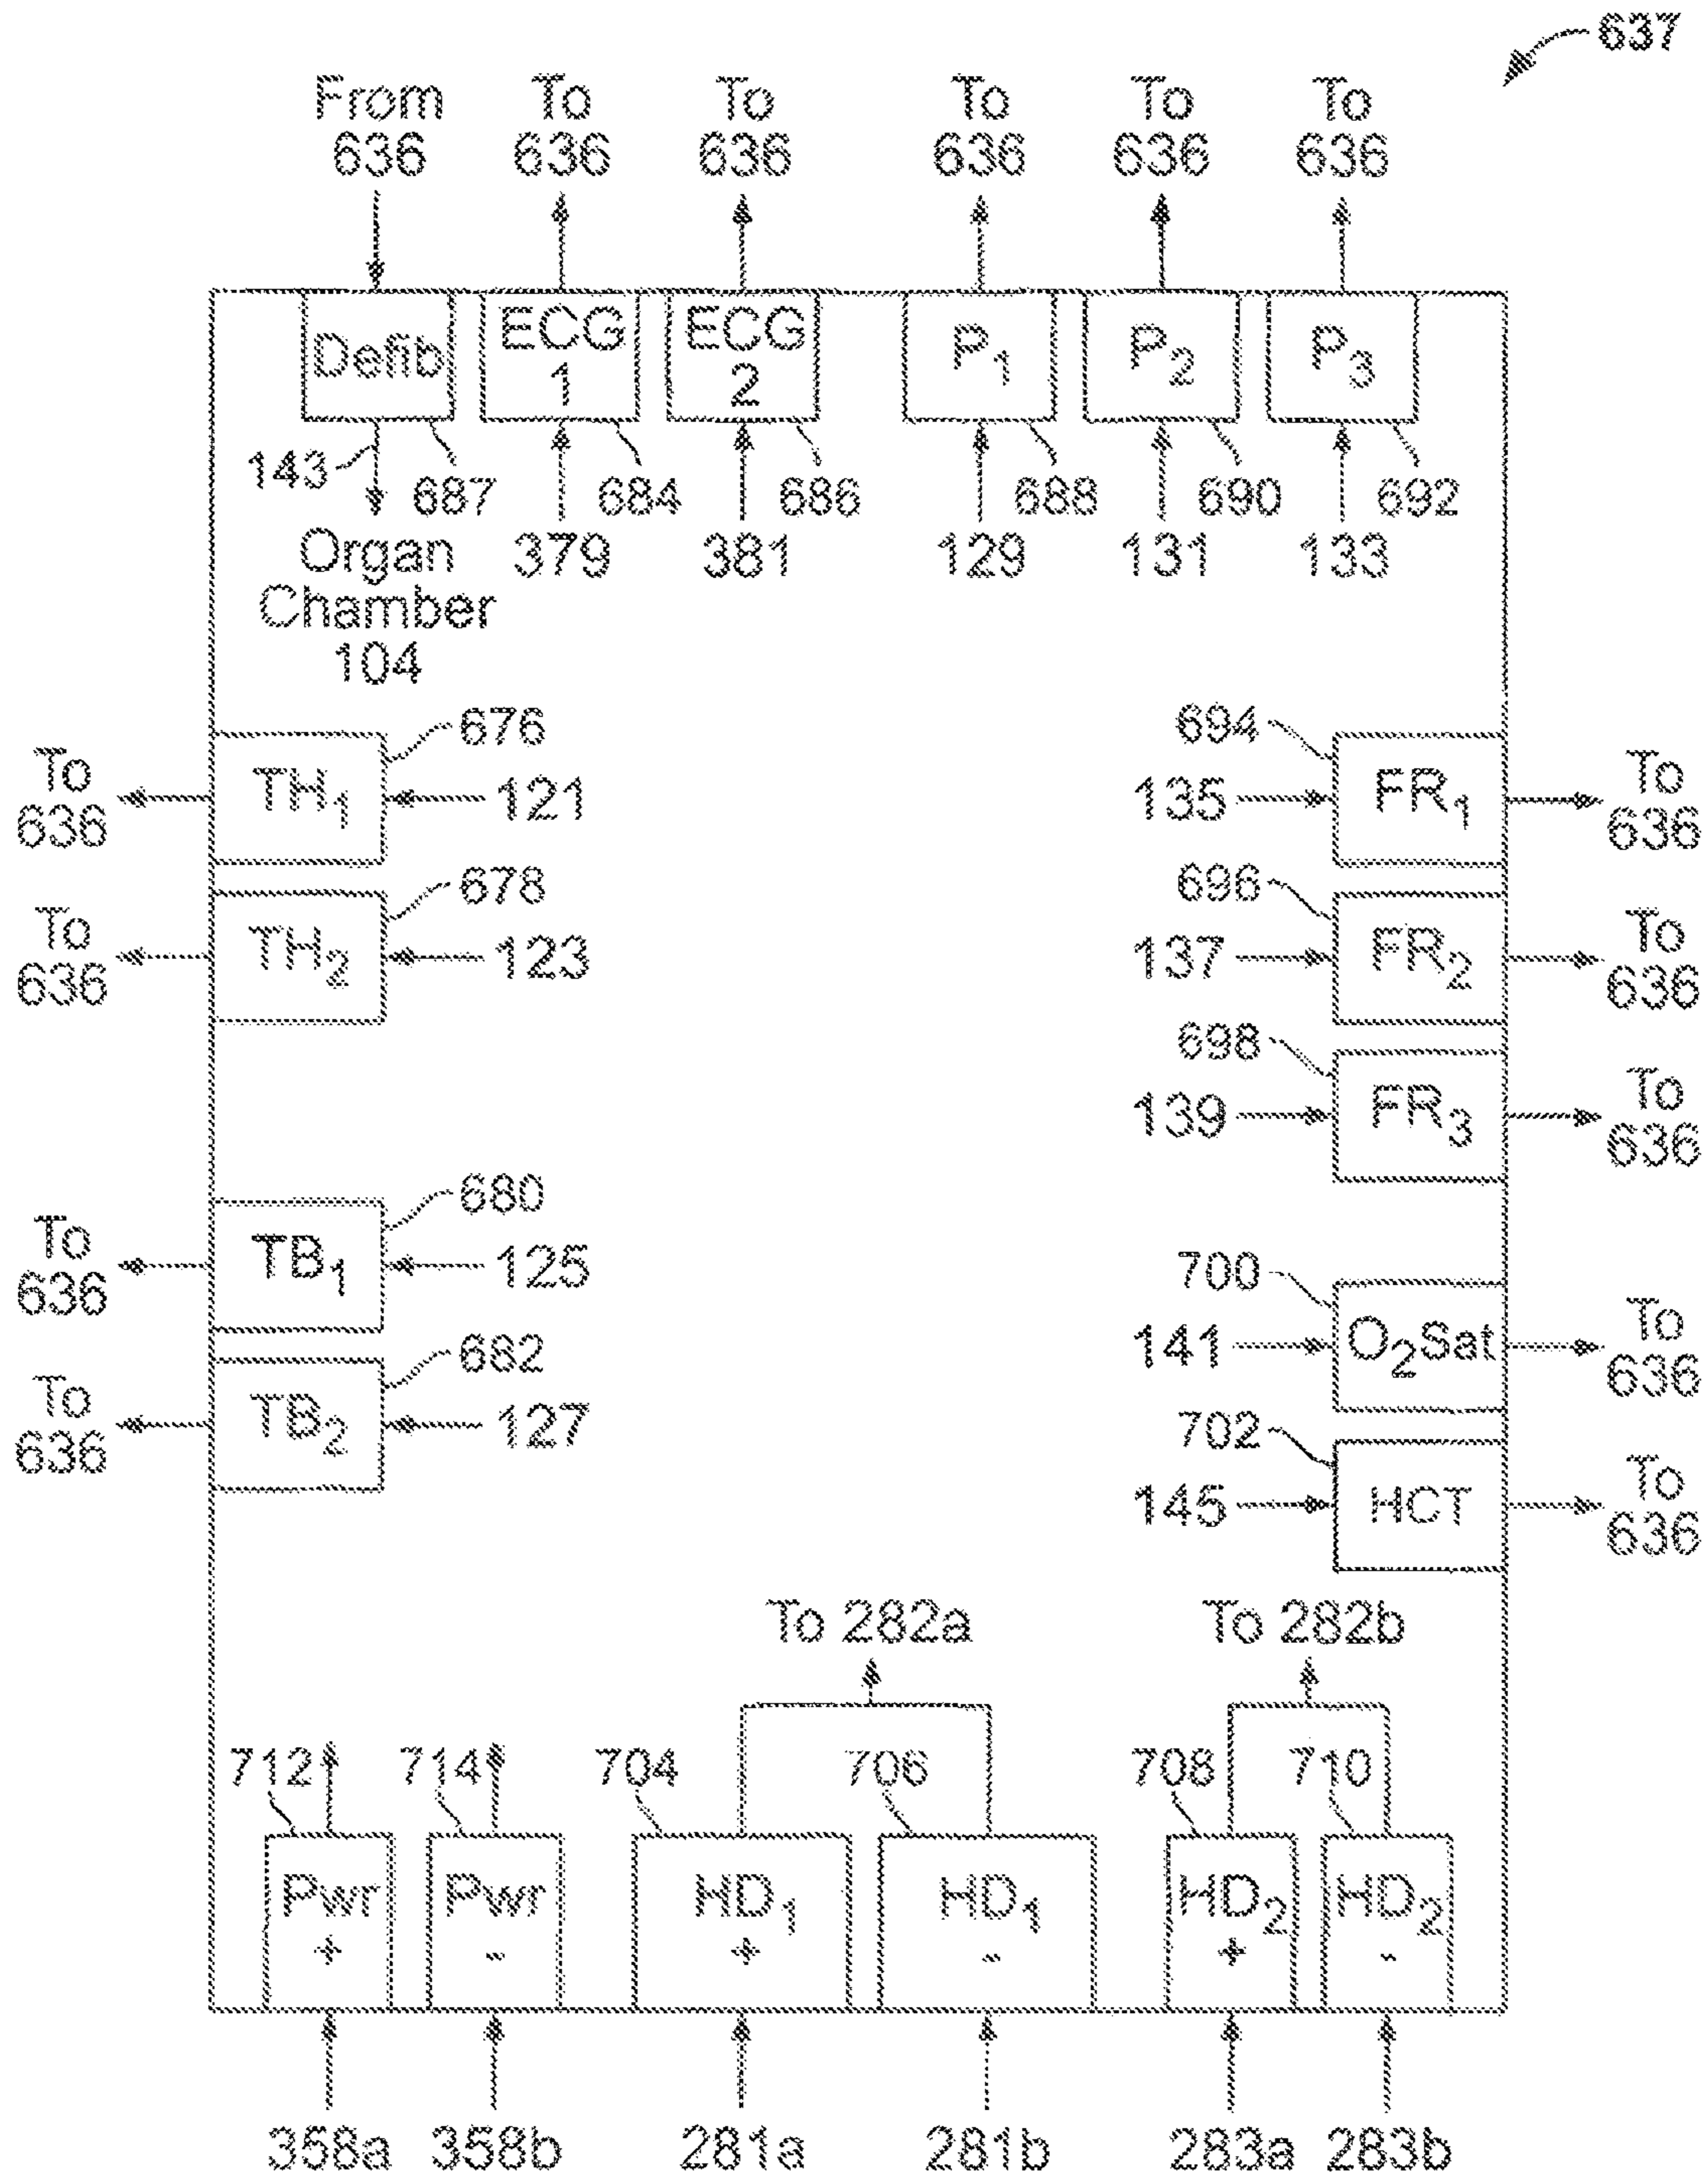 637
From
636
To
636
To
636
To
636
To
636
To
636
Defib
ECG
1
ECG
2
P1
P2
P3
143
687
684
686
688
690
692
Organ
Chamber
104
379
381
129
131
133
676
To
636
TH1
121
678
To
636
TH2
123
680
To
636
TB1
125
682
To
636
TB2
127
694
135
FR1
To
636
696
137
FR2
To
636
698
139
FR3
To
636
700
141
O2Sat
To
636
702
145
HCT
To
636
To 282a
To 282b
712
714
704
706
708
710
Pwr
+
Pwr
-
HD1
+
HD1
-
HD2
+
HD2
-
358a
358b
281a
281b
283a
283b